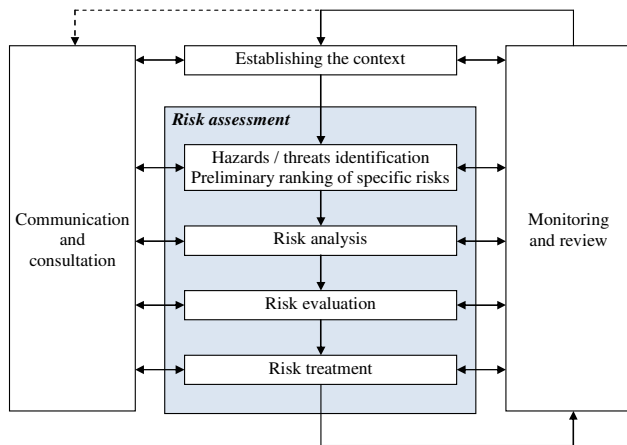 Establishing the context
Risk assessment
Hazards / threats identification
Preliminary ranking of specific risks
Communication
and
consultation
Monitoring
and review
Risk analysis
Risk evaluation
Risk treatment